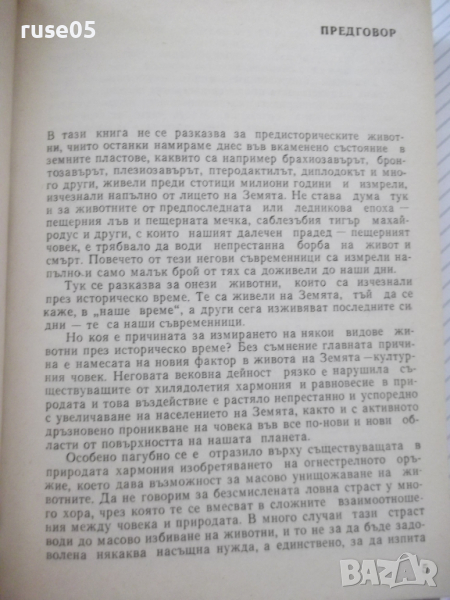 ruse05
ПРЕДГОВОР
В тази книга не се разказва за предисторическите живот-
ни, чиито останки намираме днес във вкаменено състояние в
земните пластове, каквито са например брахиозавърът, брон-
тозавърът, плезиозавърът, птеродактилът, диплодокът и много
други, живели преди стотици милиони години и измрели,
изчезнали напълно от лицето на Земята. Не става дума тук
и за животните от предпоследната или ледникова епоха —
пещерния лъв и пещерната мечка, саблезъбия тигър махай-
родус и други, с които нашият далечен прадед — пещерният
човек, е трябвало да води непрестанна борба на живот и
смърт. Повечето от тези негови съвременници са измрели
напълно и само малък брой от тях са доживели до наши дни.
Тук се разказва за онези животни, които са изчезнали
през историческо време. Те са живели на Земята, тъй да се
каже, в „наше време", а други сега изживяват последните си
дни — те са наши съвременници.
Но коя е причината за измирането на някои видове жи-
вотни през историческо време? Без съмнение главната причи-
на е намесата на новия фактор в живота на Земята —култур-
ния човек. Неговата вековна дейност рязко е нарушила съ-
ществуващите от хилядолетия хармония и равновесие в при-
родата и това въздействие е растяло непрестанно и успоредно
с увеличаване на населението на Земята, както и с активното
дръзновено проникване на човека във все по-нови и нови об-
ласти от повърхността на нашата планета.
Особено пагубно се е отразило върху съществуващата в
природата хармония изобретяването на огнестрелното оръ-
жие, което дава възможност за масово унищожаване на жи-
вотните. Да не говорим за безсмислената ловна страст у мно-
го хора, чрез която те се вмесват в сложните взаимоотноше-
ния между човека и природата. В много случаи тази страст
води до масово избиване на животни, и то не за да бъде задо-
волена някаква насъщна нужда, а единствено, за да изпита
bazar.bg